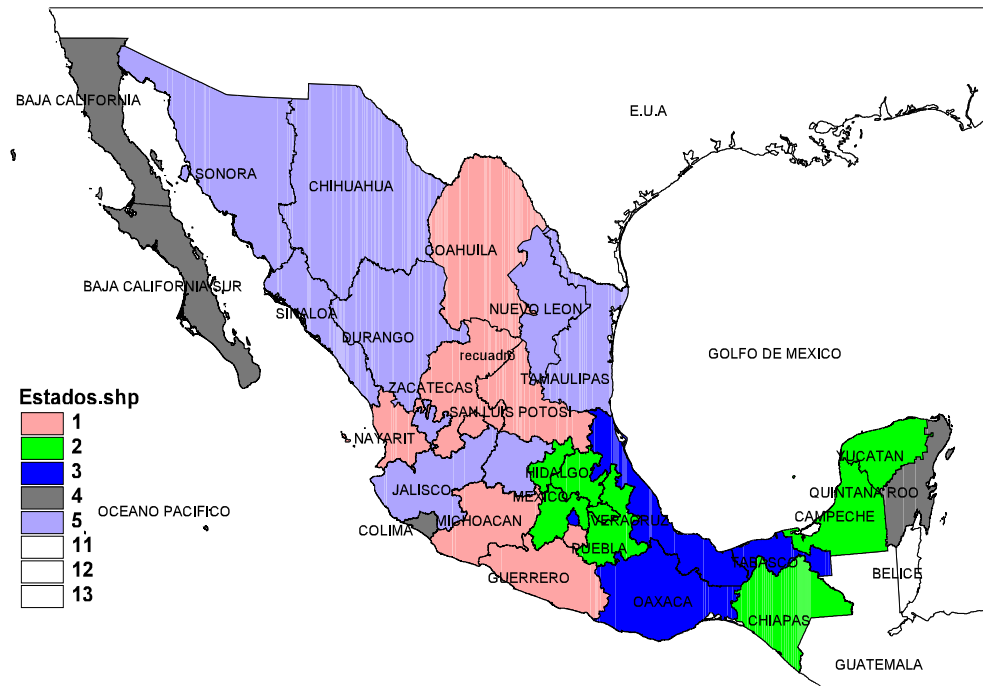 BAJA CALIFORNIA
E.U.A
SONORA
CHIHUAHUA
COAHUILA
BAJA CALIFORNIA SUR
SINALOA
NUEVO LEON
DURANGO
recuadro
GOLFO DE MEXICO
TAMAULIPAS
ZACATECAS
SAN LUIS POTOSI
NAYARIT
Estados.shp
1
2
3
4
5
11
12
13
YUCATAN
HIDALGO
JALISCO
MEXICO
QUINTANA ROO
OCEANO PACIFICO
CAMPECHE
MICHOACAN
VERACRUZ
COLIMA
PUEBLA
TABASCO
BELICE
GUERRERO
OAXACA
CHIAPAS
GUATEMALA